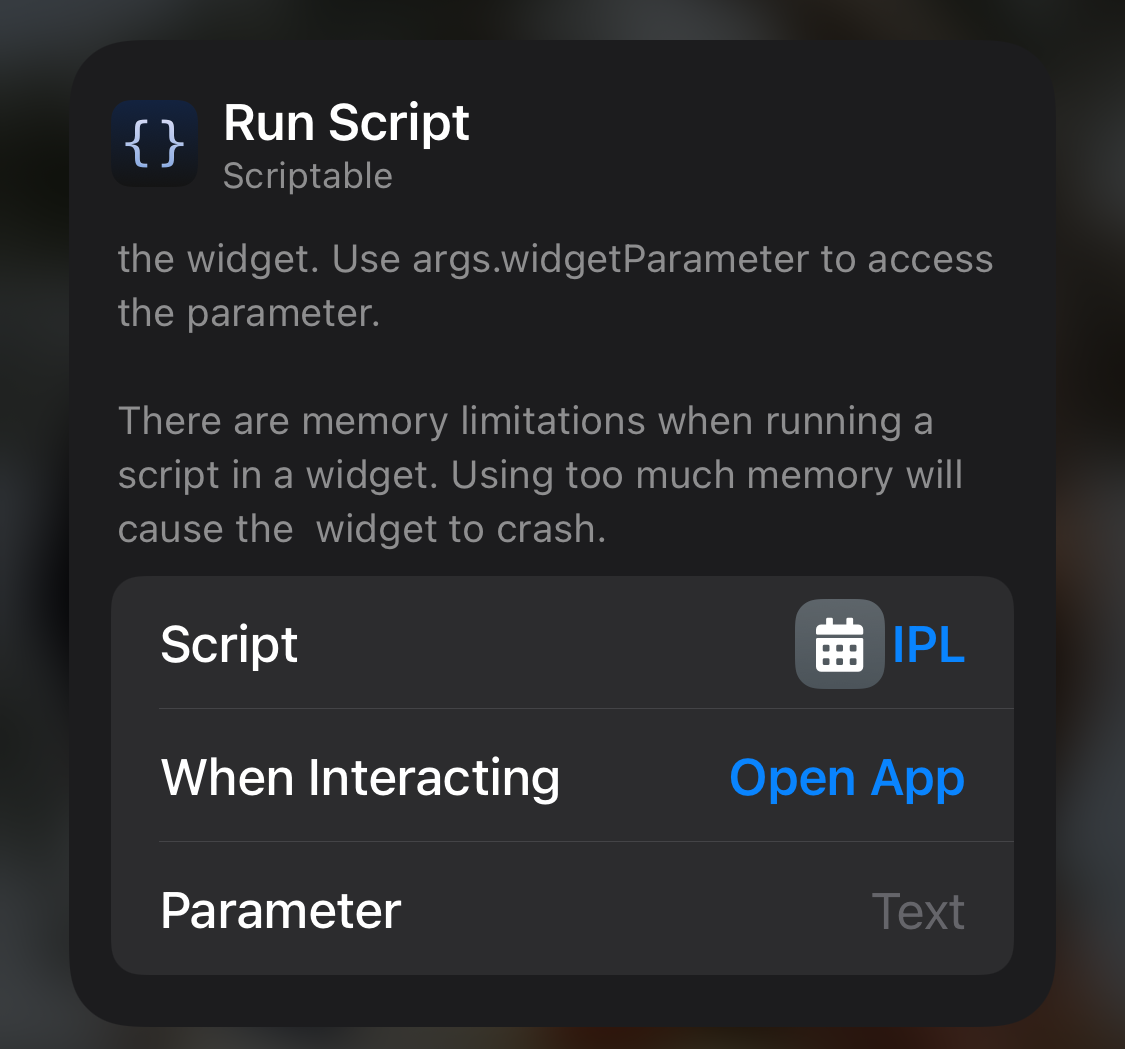 { }
Run Script
Scriptable
the widget. Use args.widgetParameter to access
the parameter.
There are memory limitations when running a
script in a widget. Using too much memory will
cause the  widget to crash.
Script IPL
When Interacting Open App
Parameter Text